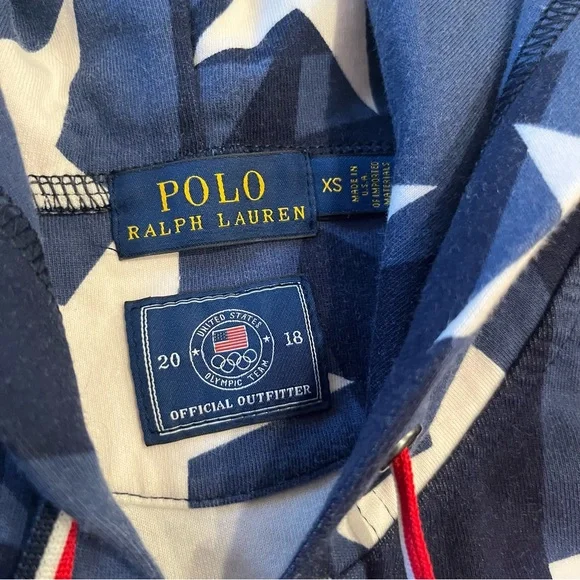 POLO
RALPH LAUREN
XS
MADE IN
U.S.A.
OF IMPORTED
MATERIALS
UNITED STATES
20 18
OLYMPIC TEAM
OFFICIAL OUTFITTER